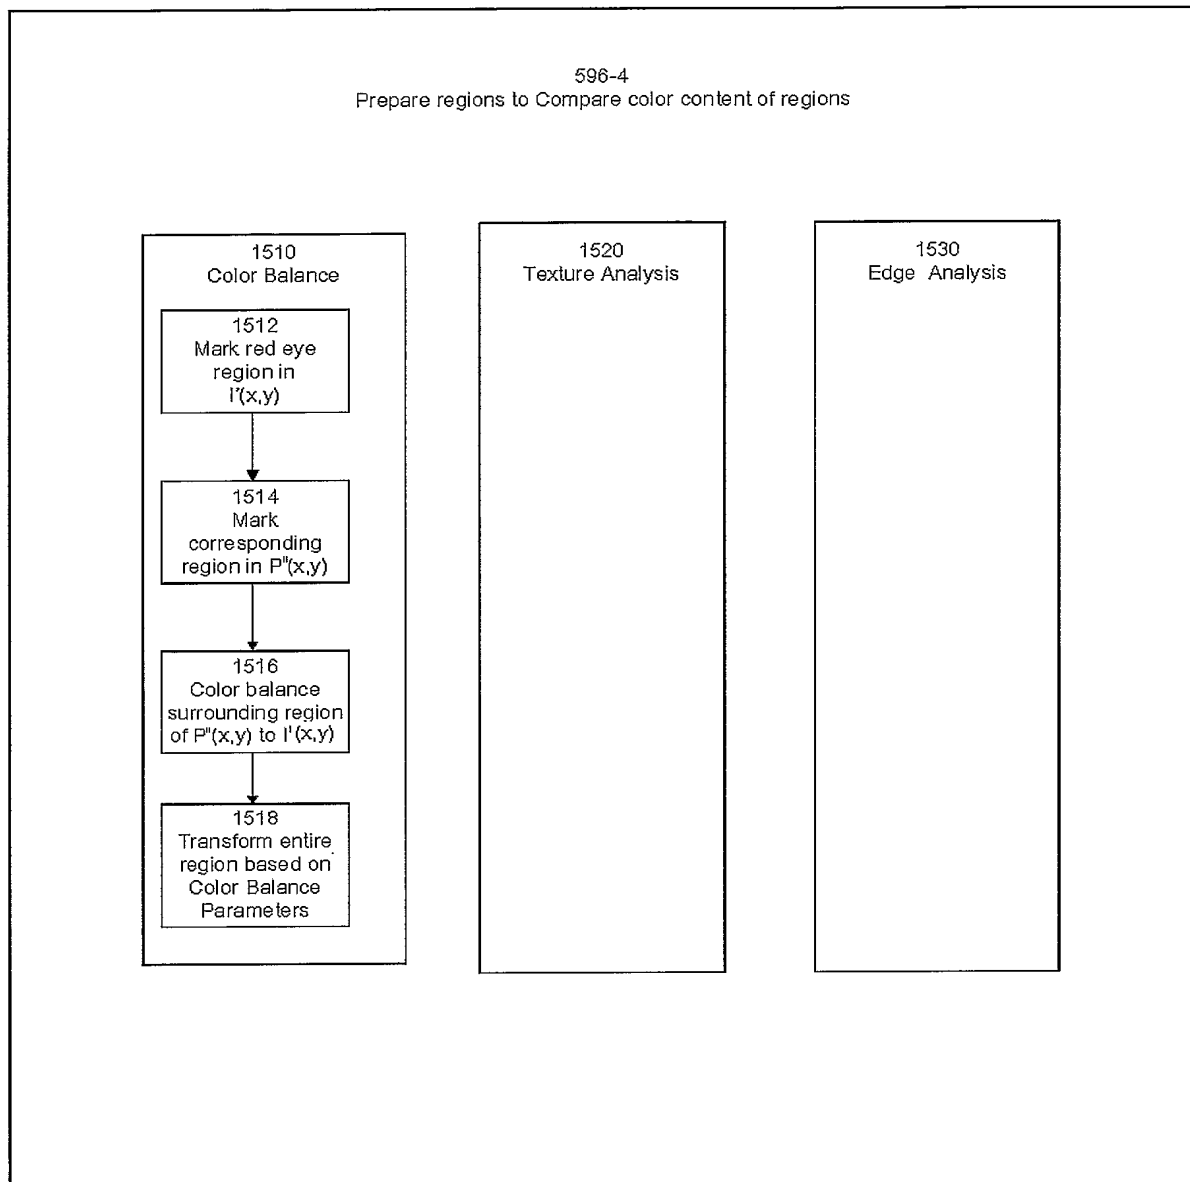 596-4
Prepare regions to Compare color content of regions
1510
Color Balance
1512
Mark red eye
region in
I'(x,y)
1514
Mark
corresponding
region in P"(x,y)
1516
Color balance
surrounding region
of P"(x,y) to I'(x,y)
1518
Transform entire
region based on
Color Balance
Parameters
1520
Texture Analysis
1530
Edge Analysis